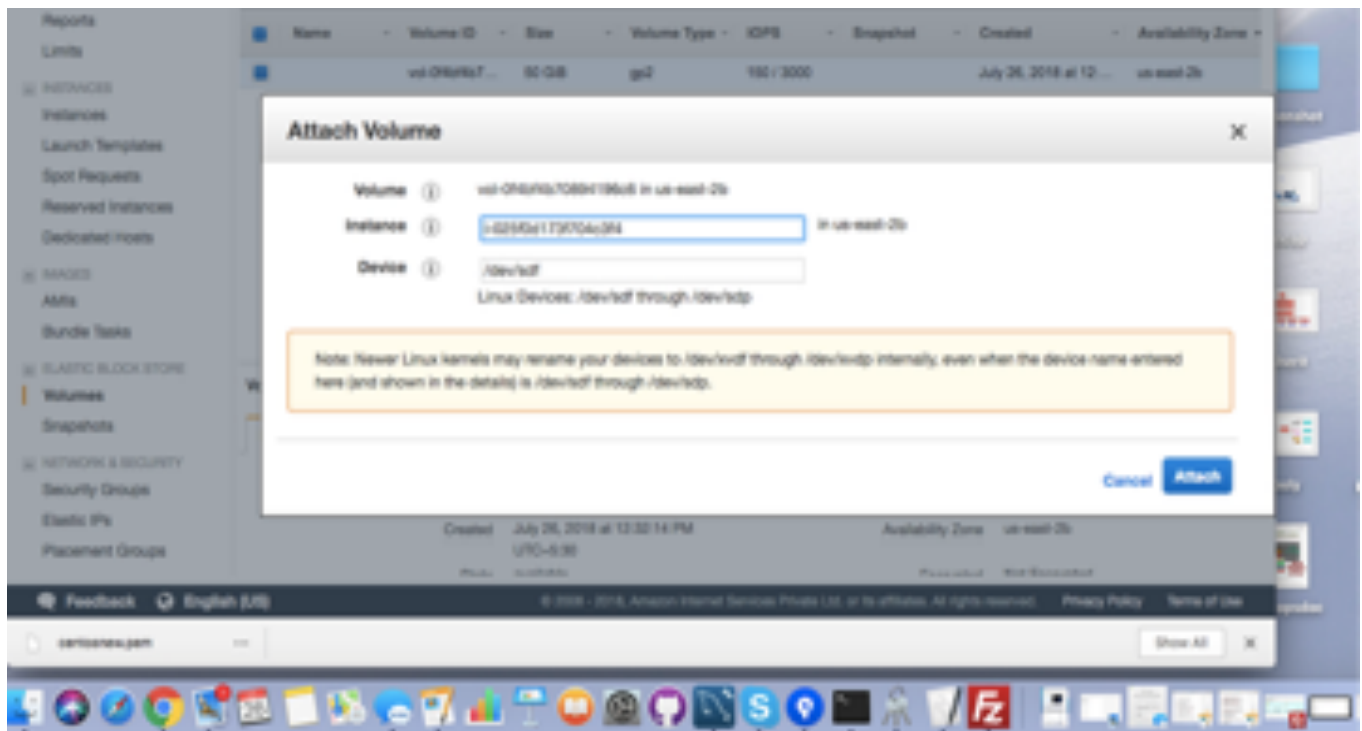 Reports
Limits
INSTANCES
Instances
Launch Templates
Spot Requests
Reserved Instances
Dedicated Hosts
IMAGES
AMIs
Bundle Tasks
ELASTIC BLOCK STORE
Volumes
Snapshots
NETWORK & SECURITY
Security Groups
Elastic IPs
Placement Groups
Name Volume ID Size Volume Type IOPS Snapshot Created Availability Zone
50 GiB gp2 150 / 3000 July 26, 2018 at 12... us-east-2b
Attach Volume
Volume in us-east-2b
Instance in us-east-2b
Device /dev/sdf
Linux Devices: /dev/sdf through /dev/sdp
Note: Newer Linux kernels may rename your devices to /dev/xvdf through /dev/xvdp internally, even when the device name entered
here (and shown in the details) is /dev/sdf through /dev/sdp.
Cancel Attach
Created July 26, 2018 at 12:32:14 PM Availability Zone us-east-2b
Feedback English (US) © 2008 - 2018, Amazon Internet Services Private Ltd. or its affiliates. All rights reserved. Privacy Policy Terms of Use
Show All